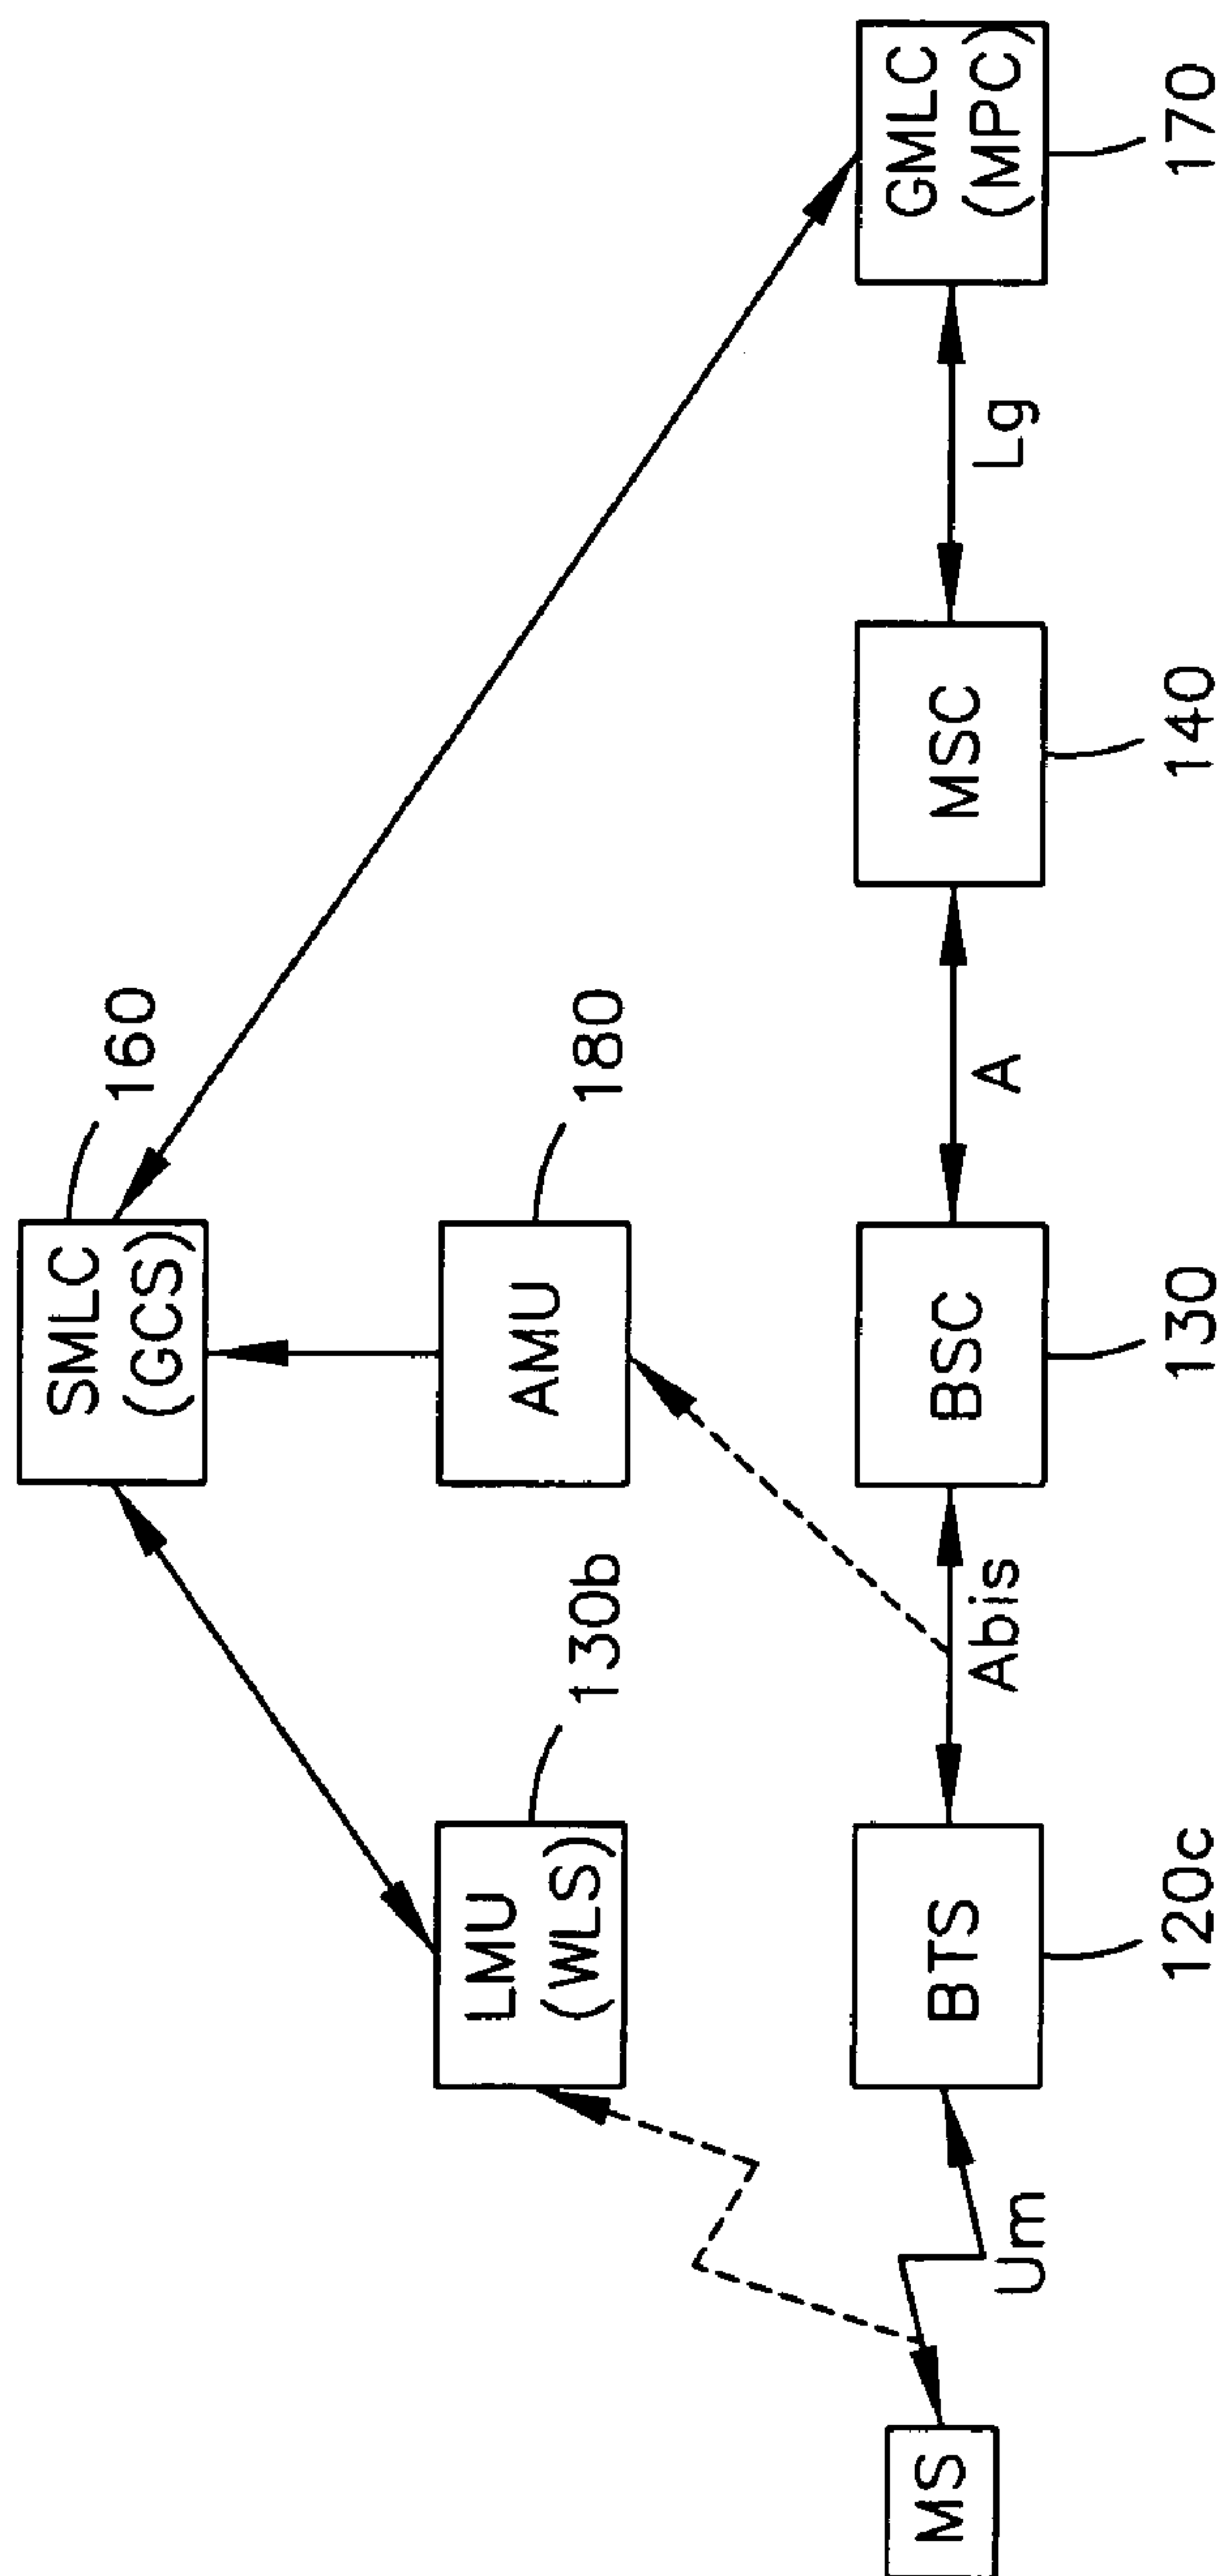 SMLC
(GCS)
160
LMU
(WLS)
130b
AMU
180
MS
Um
BTS
120c
Abis
BSC
130
A
MSC
140
Lg
GMLC
(MPC)
170